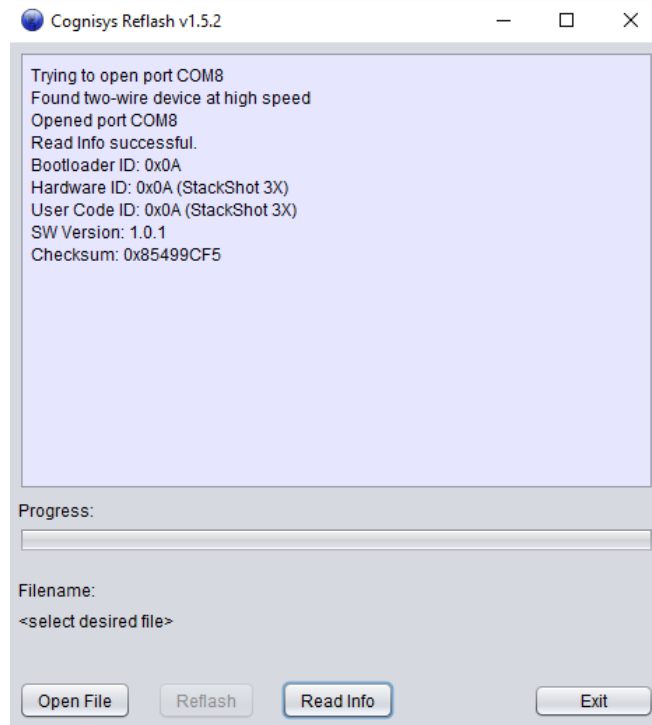 Cognisys Reflash v1.5.2
Trying to open port COM8
Found two-wire device at high speed
Opened port COM8
Read Info successful.
Bootloader ID: 0x0A
Hardware ID: 0x0A (StackShot 3X)
User Code ID: 0x0A (StackShot 3X)
SW Version: 1.0.1
Checksum: 0x85499CF5
Progress:
Filename:
<select desired file>
Open File Reflash Read Info Exit